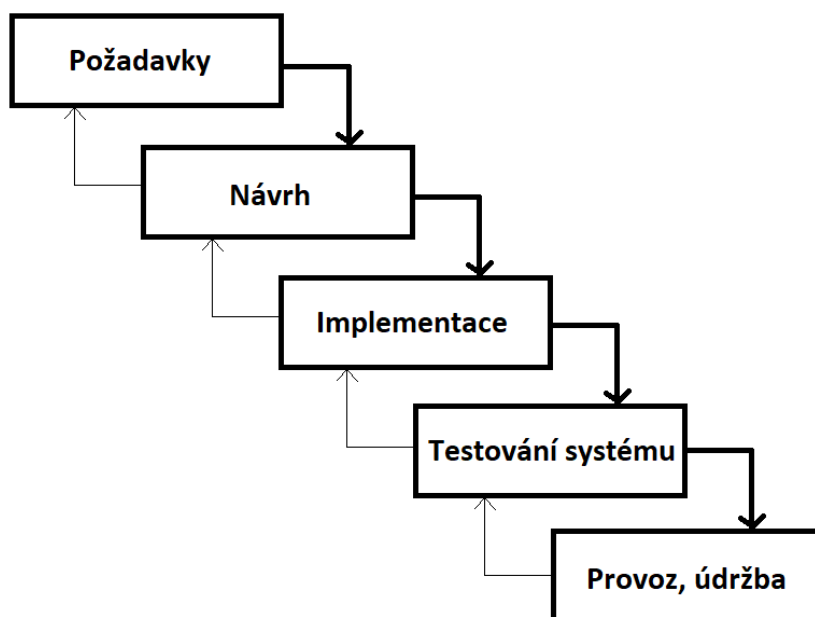 Požadavky
Návrh
Implementace
Testování systému
Provoz, údržba